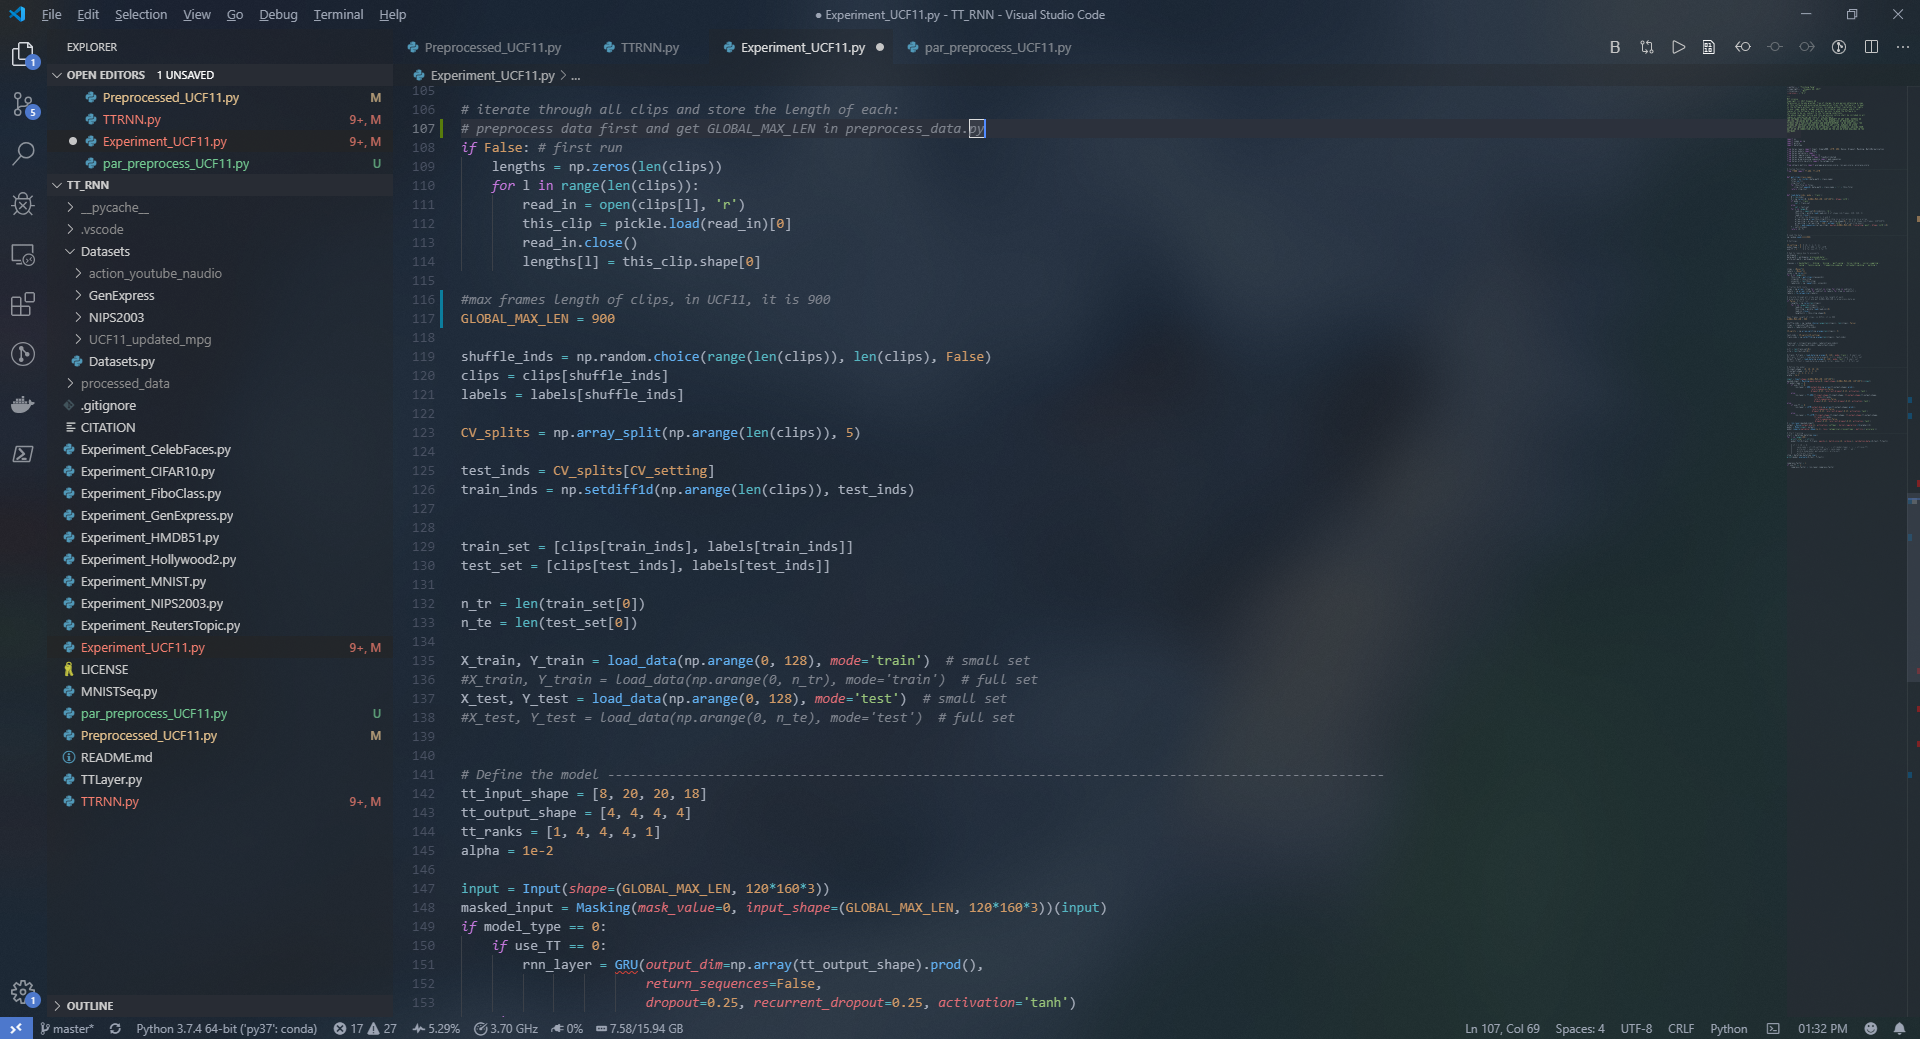 File Edit Selection View Go Debug Terminal Help
● Experiment_UCF11.py - TT_RNN - Visual Studio Code
EXPLORER
OPEN EDITORS 1 UNSAVED
Preprocessed_UCF11.py M
TTRNN.py 9+, M
Experiment_UCF11.py 9+, M
par_preprocess_UCF11.py U
TT_RNN
__pycache__
.vscode
Datasets
action_youtube_naudio
GenExpress
NIPS2003
UCF11_updated_mpg
Datasets.py
processed_data
.gitignore
CITATION
Experiment_CelebFaces.py
Experiment_CIFAR10.py
Experiment_FiboClass.py
Experiment_GenExpress.py
Experiment_HMDB51.py
Experiment_Hollywood2.py
Experiment_MNIST.py
Experiment_NIPS2003.py
Experiment_ReutersTopic.py
Experiment_UCF11.py 9+, M
LICENSE
MNISTSeq.py
par_preprocess_UCF11.py U
Preprocessed_UCF11.py M
README.md
TTLayer.py
TTRNN.py 9+, M
OUTLINE
1
5
1
Preprocessed_UCF11.py TTRNN.py Experiment_UCF11.py par_preprocess_UCF11.py
B
Experiment_UCF11.py > ...
105
106 # iterate through all clips and store the length of each:
107 # preprocess data first and get GLOBAL_MAX_LEN in preprocess_data.py
108 if False: # first run
109 lengths = np.zeros(len(clips))
110 for l in range(len(clips)):
111 read_in = open(clips[l], 'r')
112 this_clip = pickle.load(read_in)[0]
113 read_in.close()
114 lengths[l] = this_clip.shape[0]
115
116 #max frames length of clips, in UCF11, it is 900
117 GLOBAL_MAX_LEN = 900
118
119 shuffle_inds = np.random.choice(range(len(clips)), len(clips), False)
120 clips = clips[shuffle_inds]
121 labels = labels[shuffle_inds]
122
123 CV_splits = np.array_split(np.arange(len(clips)), 5)
124
125 test_inds = CV_splits[CV_setting]
126 train_inds = np.setdiff1d(np.arange(len(clips)), test_inds)
127
128
129 train_set = [clips[train_inds], labels[train_inds]]
130 test_set = [clips[test_inds], labels[test_inds]]
131
132 n_tr = len(train_set[0])
133 n_te = len(test_set[0])
134
135 X_train, Y_train = load_data(np.arange(0, 128), mode='train') # small set
136 #X_train, Y_train = load_data(np.arange(0, n_tr), mode='train') # full set
137 X_test, Y_test = load_data(np.arange(0, 128), mode='test') # small set
138 #X_test, Y_test = load_data(np.arange(0, n_te), mode='test') # full set
139
140
141 # Define the model -----------------------------------------------------------------------------------------------------
142 tt_input_shape = [8, 20, 20, 18]
143 tt_output_shape = [4, 4, 4, 4]
144 tt_ranks = [1, 4, 4, 4, 1]
145 alpha = 1e-2
146
147 input = Input(shape=(GLOBAL_MAX_LEN, 120*160*3))
148 masked_input = Masking(mask_value=0, input_shape=(GLOBAL_MAX_LEN, 120*160*3))(input)
149 if model_type == 0:
150 if use_TT == 0:
151 rnn_layer = GRU(output_dim=np.array(tt_output_shape).prod(),
152 return_sequences=False,
153 dropout=0.25, recurrent_dropout=0.25, activation='tanh')
master* Python 3.7.4 64-bit ('py37': conda) 17 27 5.29% 3.70 GHz 0% 7.58/15.94 GB Ln 107, Col 69 Spaces: 4 UTF-8 CRLF Python 01:32 PM